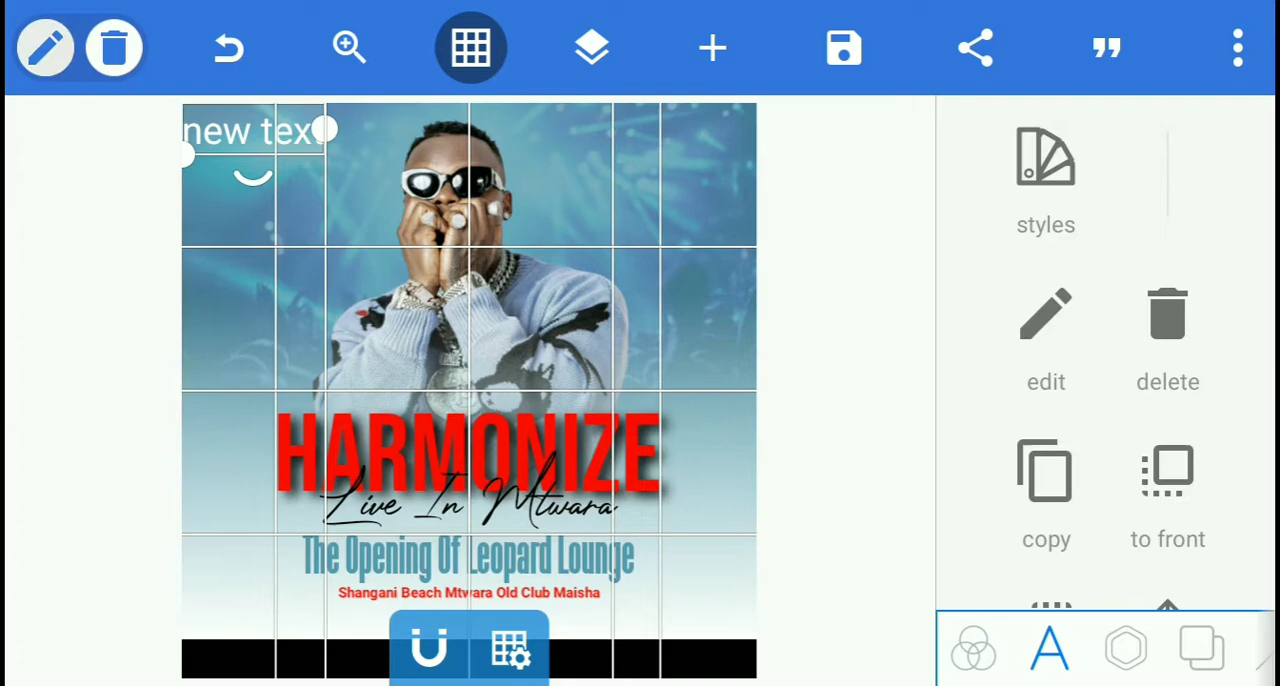 new text
styles
edit
delete
HARMONIZE
Live In Mtwara
copy
to front
The Opening Of Leopard Lounge
Shangani Beach Mtwara Old Club Maisha